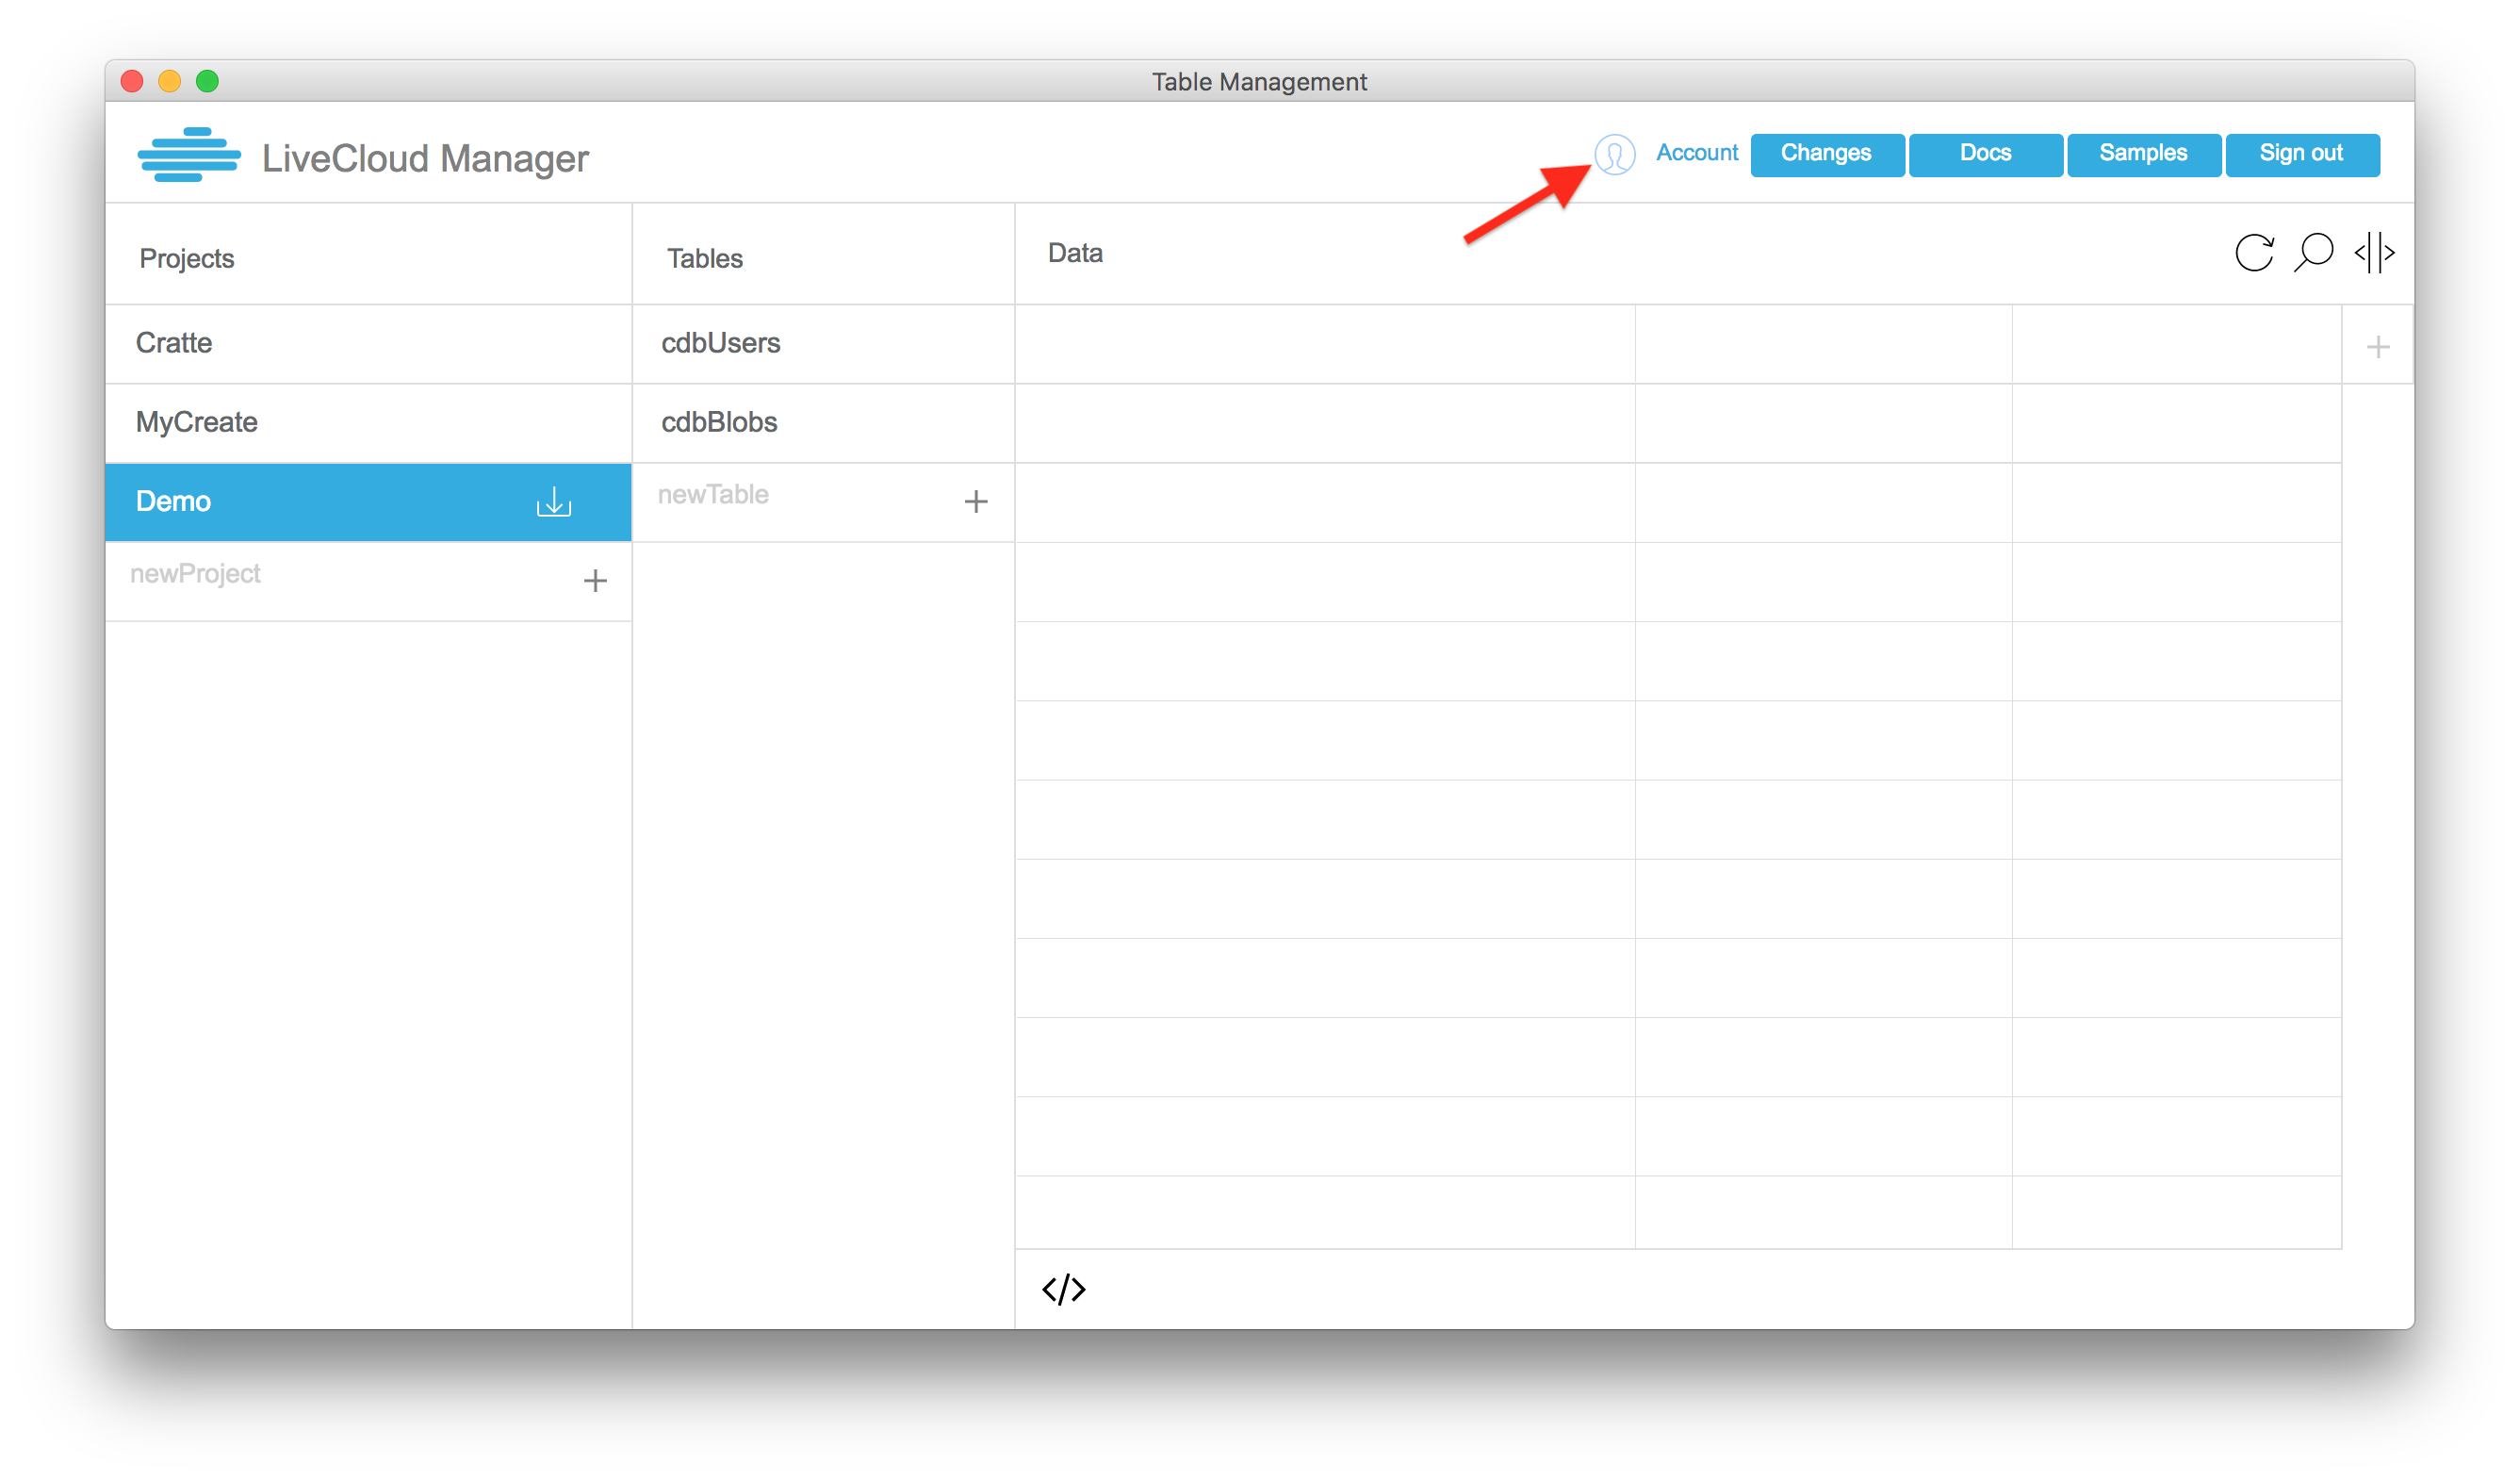 Table Management
LiveCloud Manager
Account Changes Docs Samples Sign out
Projects Tables Data
Cratte cdbUsers
MyCreate cdbBlobs
Demo newTable
newProject